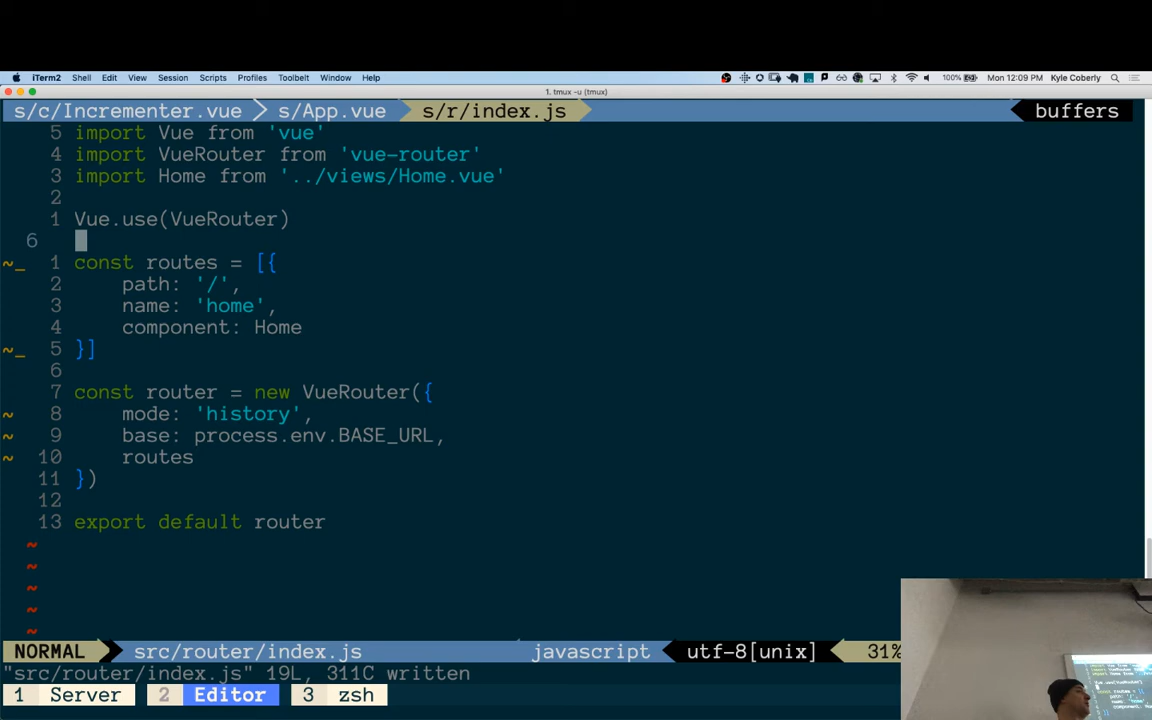 iTerm2 Shell Edit View Session Scripts Profiles Toolbelt Window Help 100% Mon 12:09 PM Kyle Coberly
1. tmux -u (tmux)
s/c/Incrementer.vue s/App.vue s/r/index.js buffers
5 import Vue from 'vue'
4 import VueRouter from 'vue-router'
3 import Home from '../views/Home.vue'
2
1 Vue.use(VueRouter)
6
~_ 1 const routes = [{
2 path: '/',
3 name: 'home',
4 component: Home
~_ 5 }]
6
7 const router = new VueRouter({
~ 8 mode: 'history',
~ 9 base: process.env.BASE_URL,
~ 10 routes
11 })
12
13 export default router
~
~
~
~
~
NORMAL src/router/index.js javascript utf-8[unix] 31%
"src/router/index.js" 19L, 311C written
1 Server 2 Editor 3 zsh